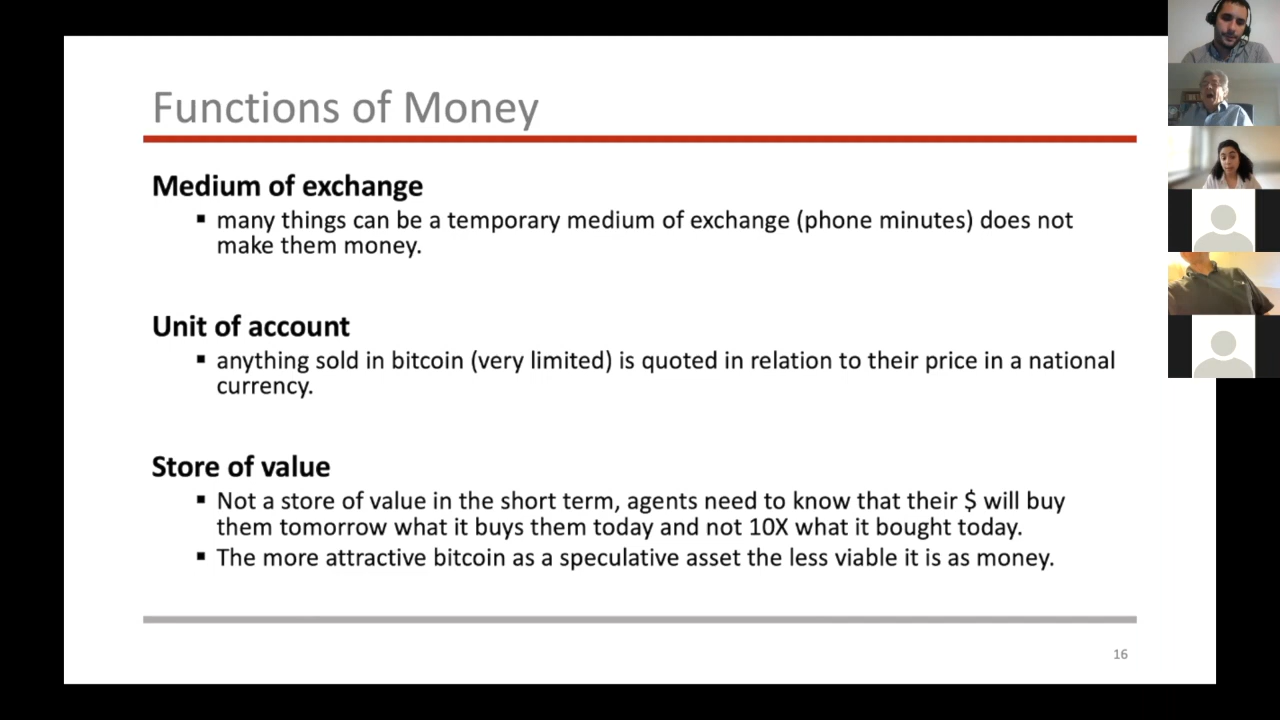 Functions of Money
Medium of exchange
▪ many things can be a temporary medium of exchange (phone minutes) does not
make them money.
Unit of account
▪ anything sold in bitcoin (very limited) is quoted in relation to their price in a national
currency.
Store of value
▪ Not a store of value in the short term, agents need to know that their $ will buy
them tomorrow what it buys them today and not 10X what it bought today.
▪ The more attractive bitcoin as a speculative asset the less viable it is as money.
16